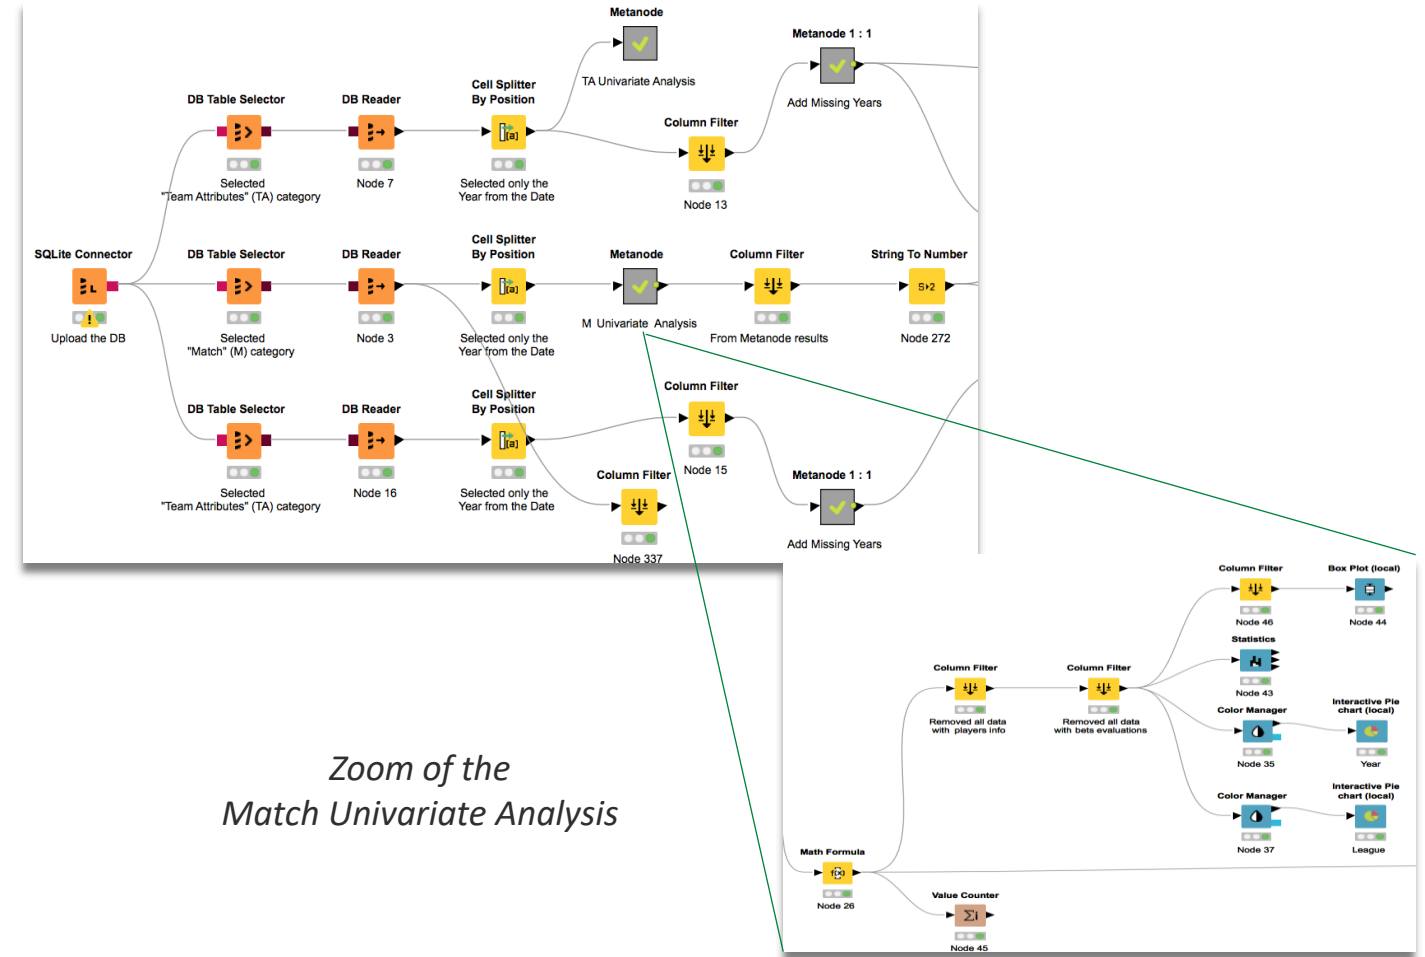 Metanode
TA Univariate Analysis
Metanode 1 : 1
Add Missing Years
DB Table Selector
Selected
"Team Attributes" (TA) category
DB Reader
Node 7
Cell Splitter
By Position
Selected only the
Year from the Date
Column Filter
Node 13
SQLite Connector
Upload the DB
DB Table Selector
Selected
"Match" (M) category
DB Reader
Node 3
Cell Splitter
By Position
Selected only the
Year from the Date
Metanode
M Univariate Analysis
Column Filter
From Metanode results
String To Number
S▸2
Node 272
DB Table Selector
Selected
"Team Attributes" (TA) category
DB Reader
Node 16
Cell Splitter
By Position
Selected only the
Year from the Date
Column Filter
Node 15
Column Filter
Node 337
Metanode 1 : 1
Add Missing Years
Zoom of the
Match Univariate Analysis
Column Filter
Node 46
Box Plot (local)
Node 44
Statistics
Node 43
Column Filter
Removed all data
with players info
Column Filter
Removed all data
with bets evaluations
Color Manager
Node 35
Interactive Pie
chart (local)
Year
Color Manager
Node 37
Interactive Pie
chart (local)
League
Math Formula
f(x)
Node 26
Value Counter
Σi
Node 45